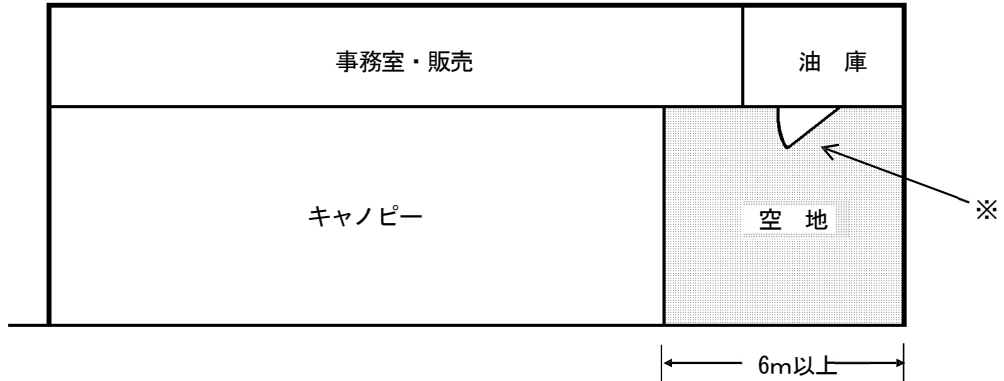 事務室・販売
油　庫
キャノピー
空　地
※
6m以上